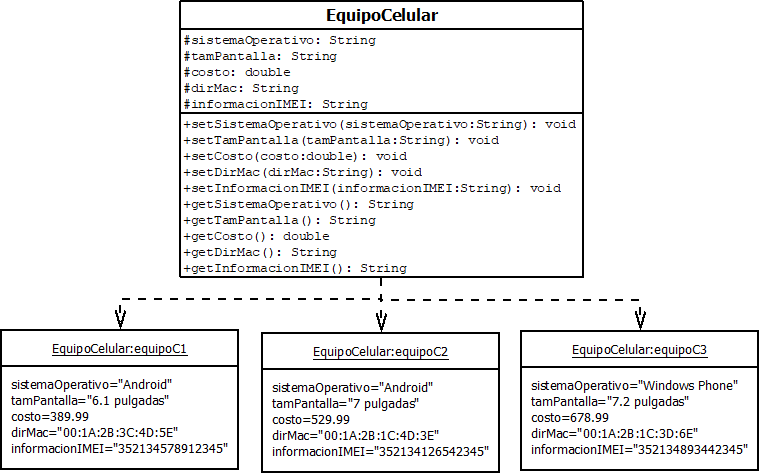 EquipoCelular
#sistemaOperativo: String
#tamPantalla: String
#costo: double
#dirMac: String
#informacionIMEI: String
+setSistemaOperativo(sistemaOperativo:String): void
+setTamPantalla(tamPantalla:String): void
+setCosto(costo:double): void
+setDirMac(dirMac:String): void
+setInformacionIMEI(informacionIMEI:String): void
+getSistemaOperativo(): String
+getTamPantalla(): String
+getCosto(): double
+getDirMac(): String
+getInformacionIMEI(): String
EquipoCelular:equipoC1
sistemaOperativo="Android"
tamPantalla="6.1 pulgadas"
costo=389.99
dirMac="00:1A:2B:3C:4D:5E"
informacionIMEI="352134578912345"
EquipoCelular:equipoC2
sistemaOperativo="Android"
tamPantalla="7 pulgadas"
costo=529.99
dirMac="00:1A:2B:1C:4D:3E"
informacionIMEI="352134126542345"
EquipoCelular:equipoC3
sistemaOperativo="Windows Phone"
tamPantalla="7.2 pulgadas"
costo=678.99
dirMac="00:1A:2B:1C:3D:6E"
informacionIMEI="352134893442345"